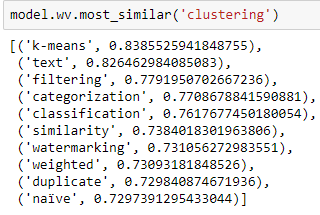 model.wv.most_similar('clustering')
[('k-means', 0.8385525941848755),
('text', 0.826462984085083),
('filtering', 0.7791950702667236),
('categorization', 0.7708678841590881),
('classification', 0.7617677450180054),
('similarity', 0.7384018301963806),
('watermarking', 0.731056272983551),
('weighted', 0.73093181848526),
('duplicate', 0.729840874671936),
('naïve', 0.7297391295433044)]